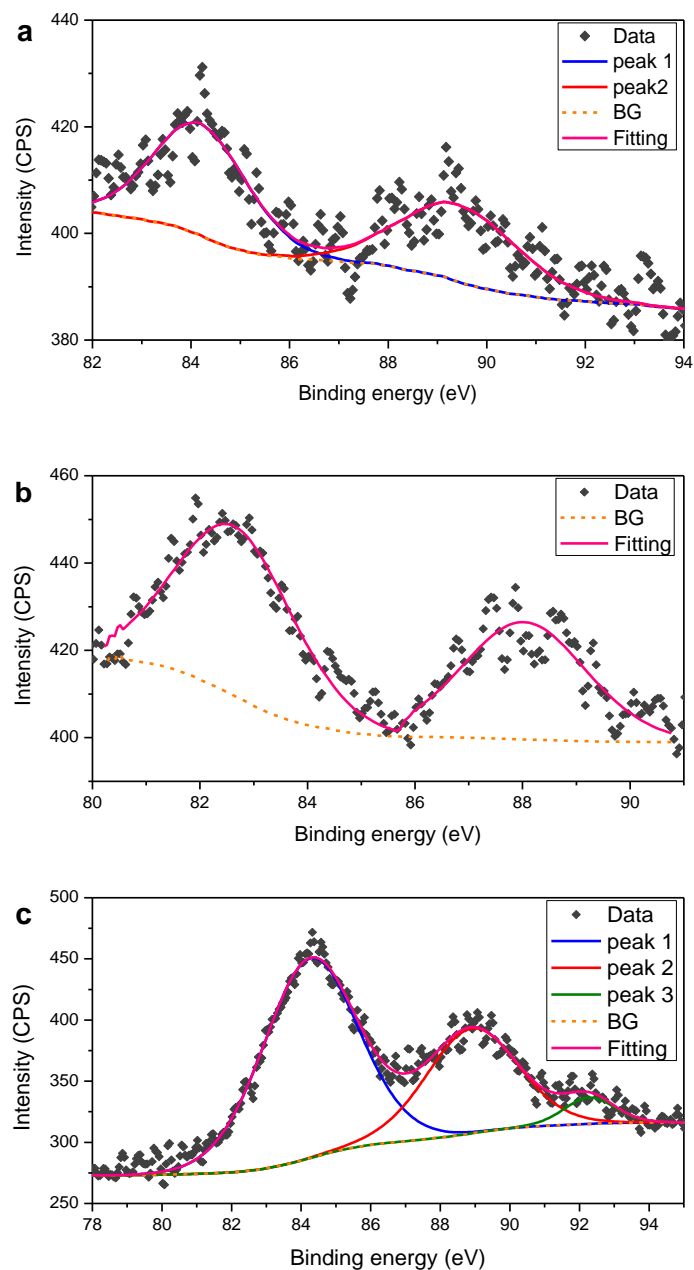 a
440
420
400
380
Intensity (CPS)
Data
peak 1
peak2
BG
Fitting
82 84 86 88 90 92 94
Binding energy (eV)
b
460
440
420
400
Intensity (CPS)
Data
BG
Fitting
80 82 84 86 88 90
Binding energy (eV)
c
500
450
400
350
300
250
Intensity (CPS)
Data
peak 1
peak 2
peak 3
BG
Fitting
78 80 82 84 86 88 90 92 94
Binding energy (eV)